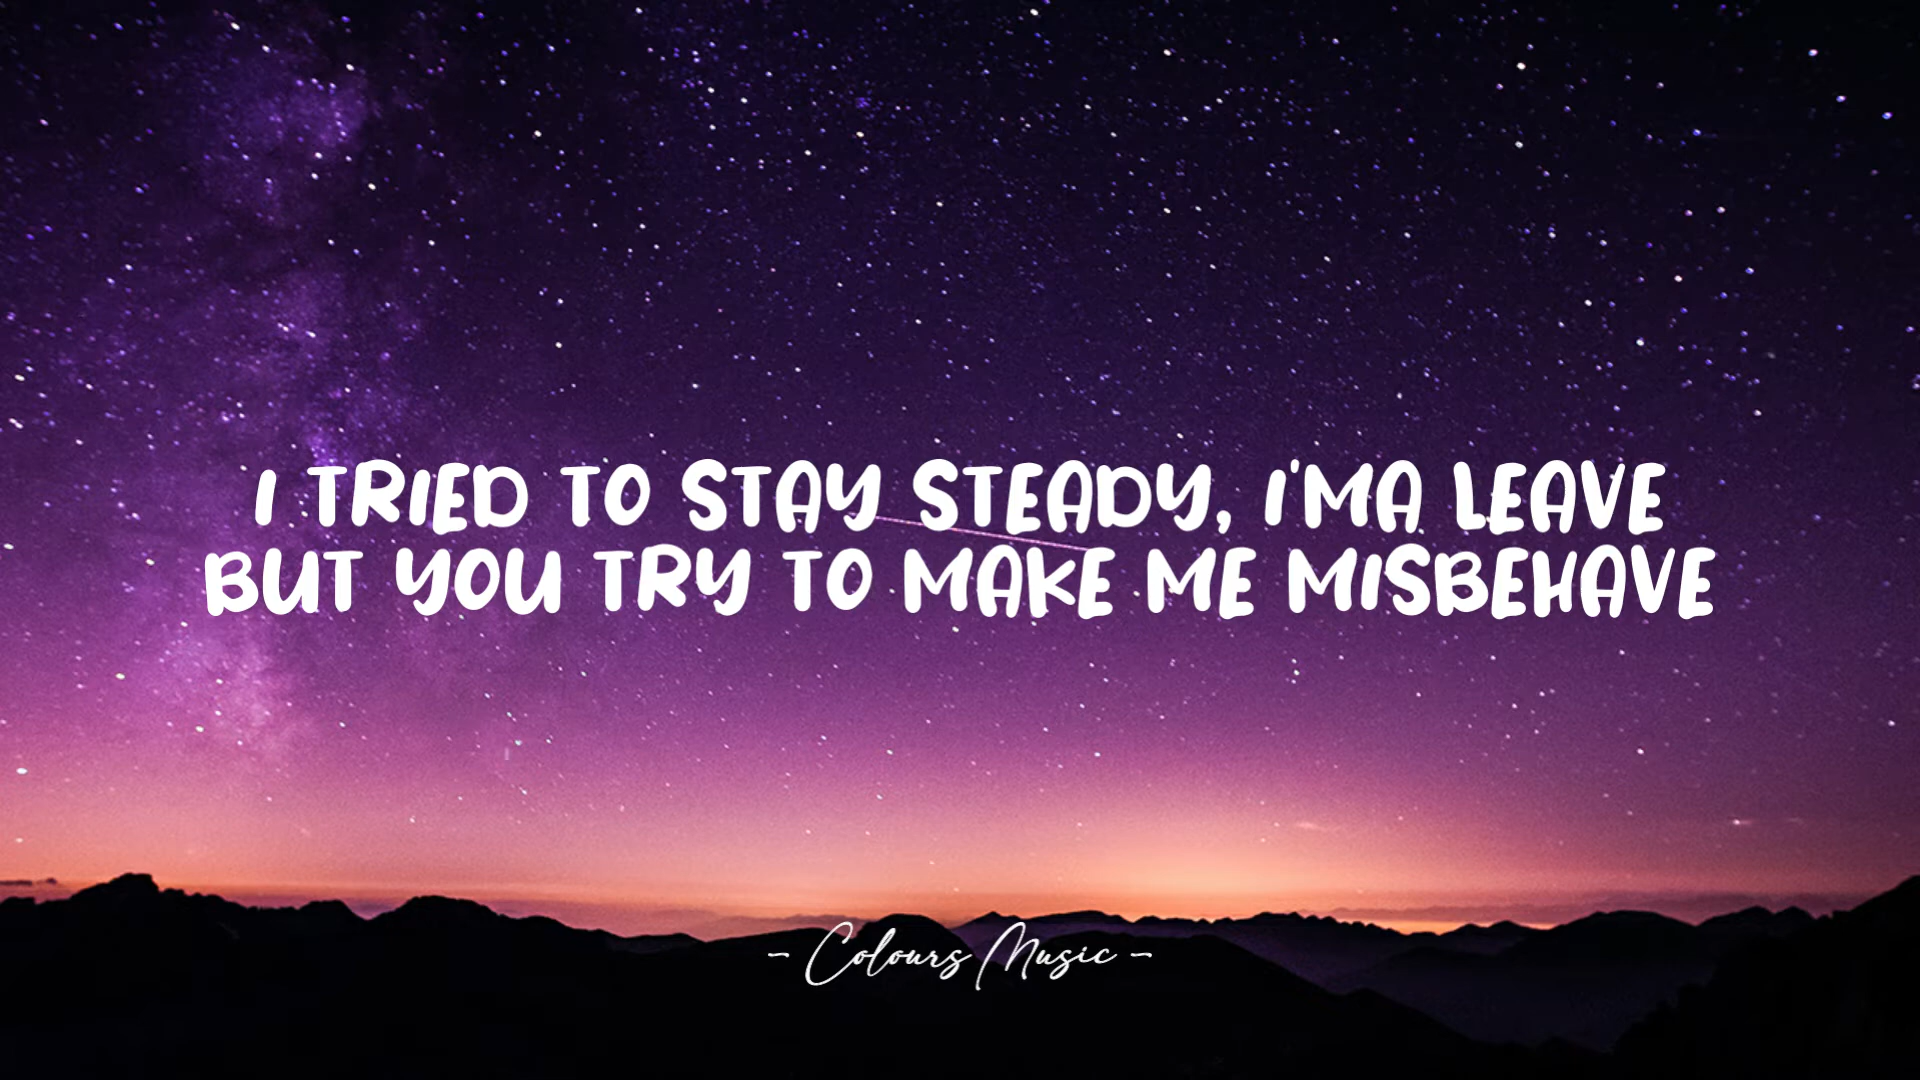 I TRIED TO STAY STEADY, I'MA LEAVE
BUT YOU TRY TO MAKE ME MISBEHAVE
- Colours Music -